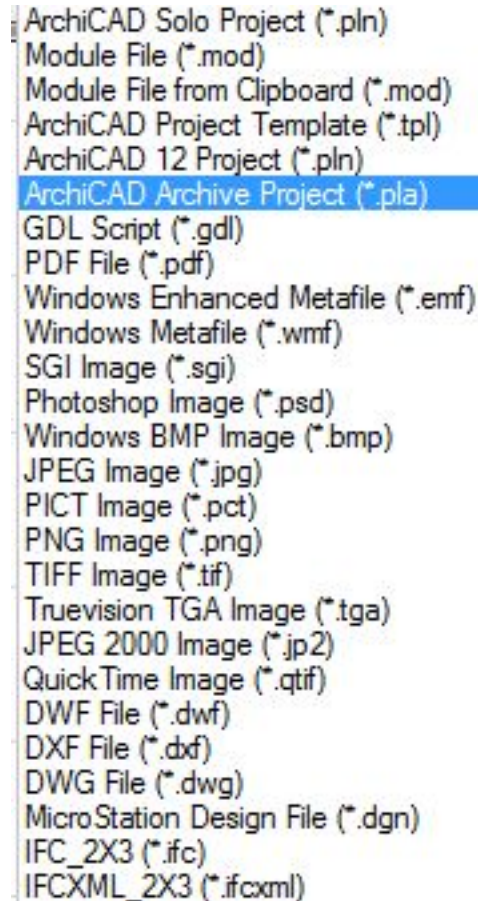 ArchiCAD Solo Project (*.pln)
Module File (*.mod)
Module File from Clipboard (*.mod)
ArchiCAD Project Template (*.tpl)
ArchiCAD 12 Project (*.pln)
ArchiCAD Archive Project (*.pla)
GDL Script (*.gdl)
PDF File (*.pdf)
Windows Enhanced Metafile (*.emf)
Windows Metafile (*.wmf)
SGI Image (*.sgi)
Photoshop Image (*.psd)
Windows BMP Image (*.bmp)
JPEG Image (*.jpg)
PICT Image (*.pct)
PNG Image (*.png)
TIFF Image (*.tif)
Truevision TGA Image (*.tga)
JPEG 2000 Image (*.jp2)
QuickTime Image (*.qtif)
DWF File (*.dwf)
DXF File (*.dxf)
DWG File (*.dwg)
MicroStation Design File (*.dgn)
IFC_2X3 (*.ifc)
IFCXML_2X3 (*.ifcxml)